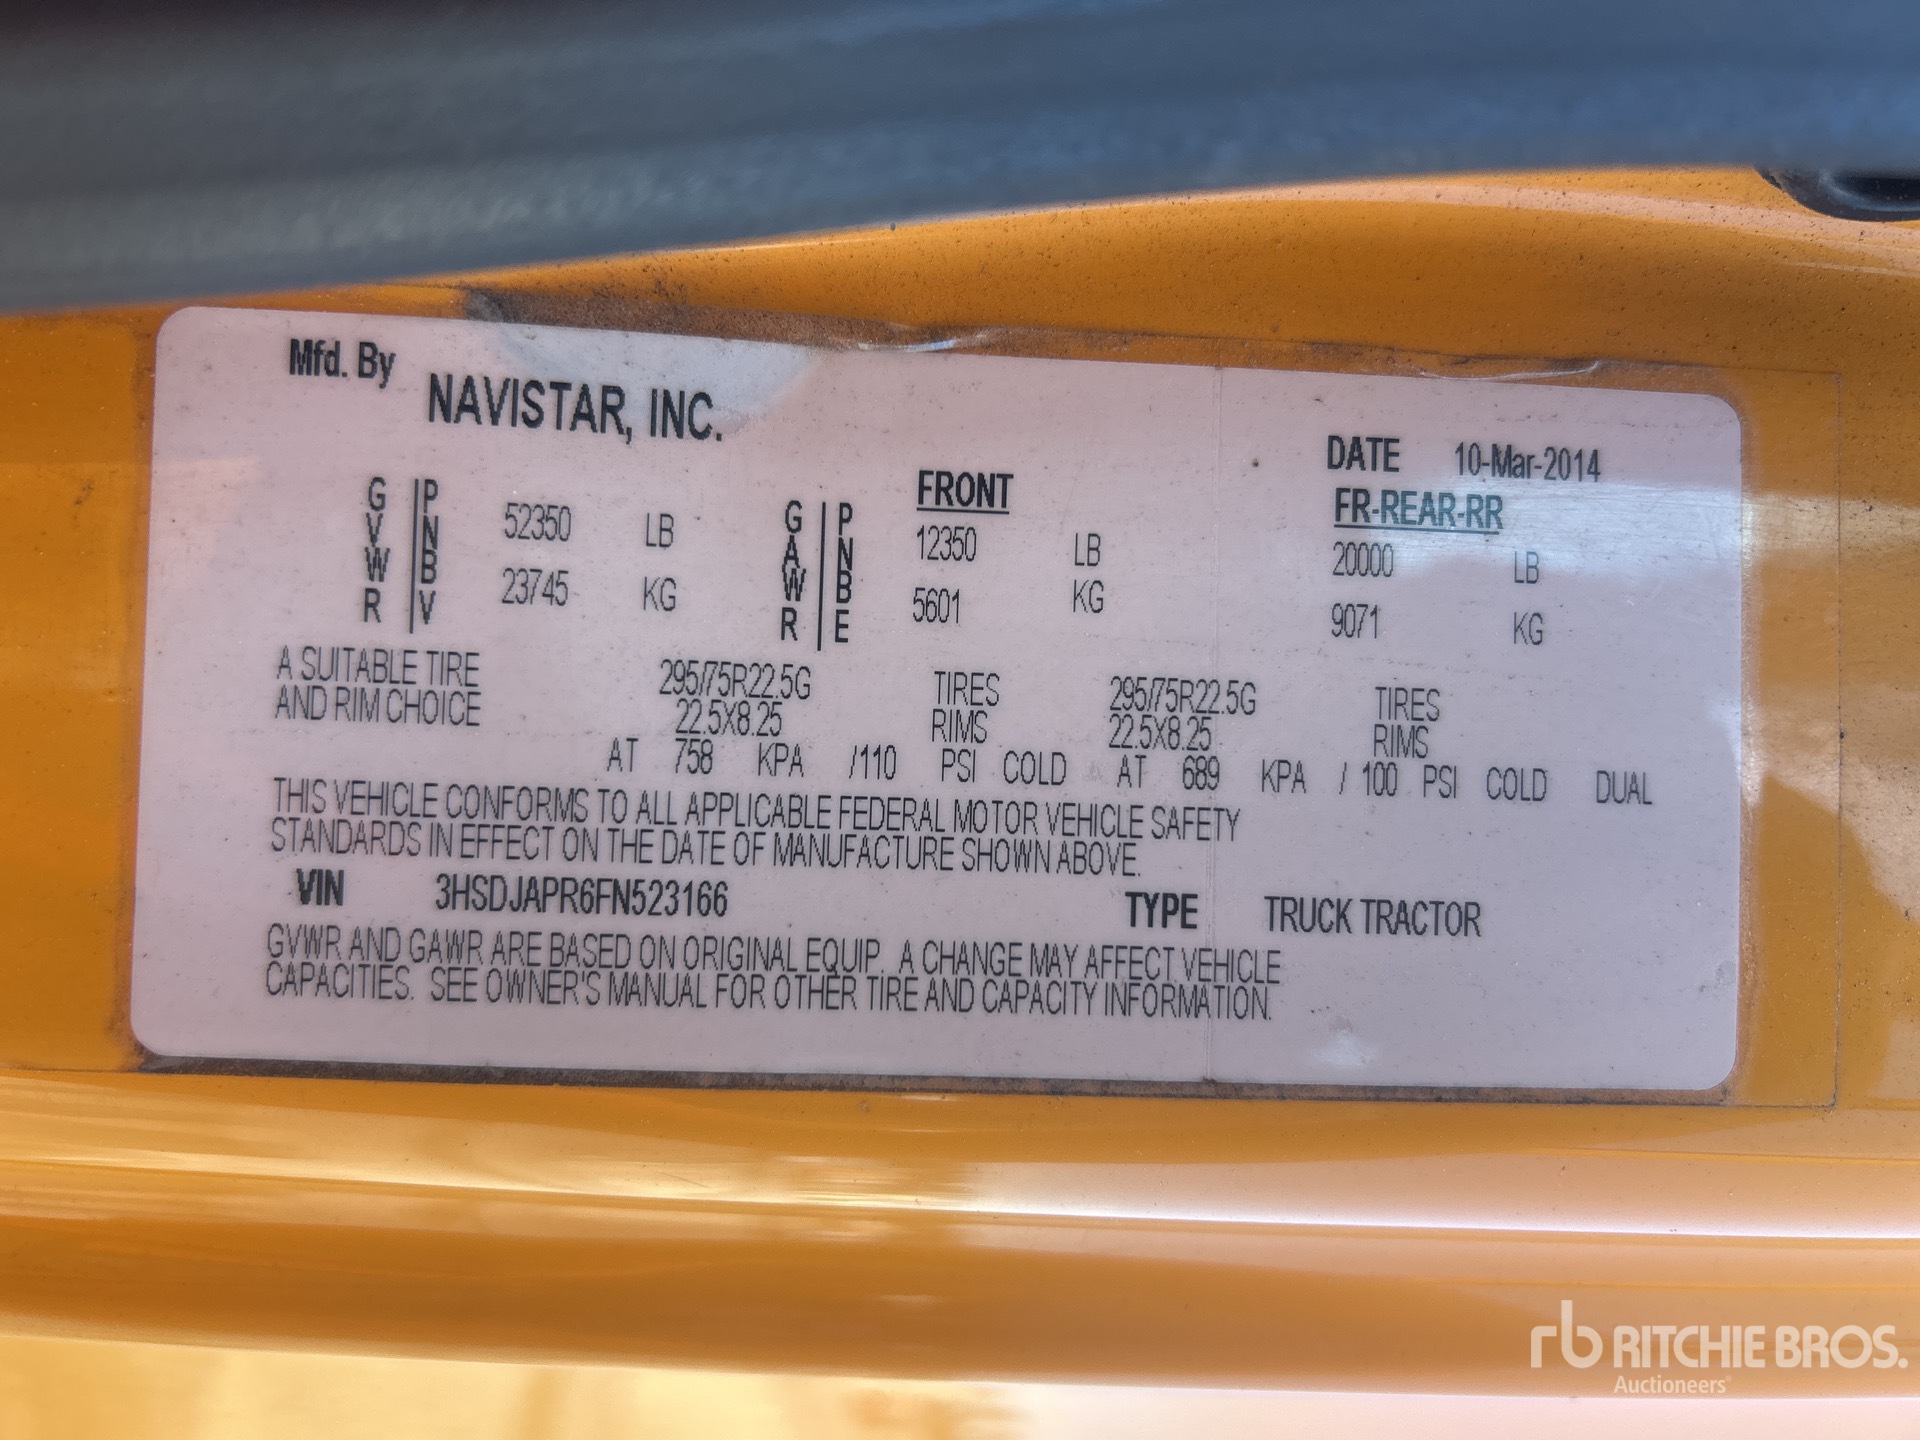 Mfd. By
NAVISTAR, INC.
DATE 10-Mar-2014
FRONT FR-REAR-RR
GVWR PNBV 52350 LB GAWR PNBE 12350 LB 20000 LB
23745 KG 5601 KG 9071 KG
A SUITABLE TIRE 295/75R22.5G TIRES 295/75R22.5G TIRES
AND RIM CHOICE 22.5X8.25 RIMS 22.5X8.25 RIMS
AT 758 KPA /110 PSI COLD AT 689 KPA / 100 PSI COLD DUAL
THIS VEHICLE CONFORMS TO ALL APPLICABLE FEDERAL MOTOR VEHICLE SAFETY
STANDARDS IN EFFECT ON THE DATE OF MANUFACTURE SHOWN ABOVE.
VIN 3HSDJAPR6FN523166 TYPE TRUCK TRACTOR
GVWR AND GAWR ARE BASED ON ORIGINAL EQUIP. A CHANGE MAY AFFECT VEHICLE
CAPACITIES. SEE OWNER'S MANUAL FOR OTHER TIRE AND CAPACITY INFORMATION.
rb RITCHIE BROS.
Auctioneers